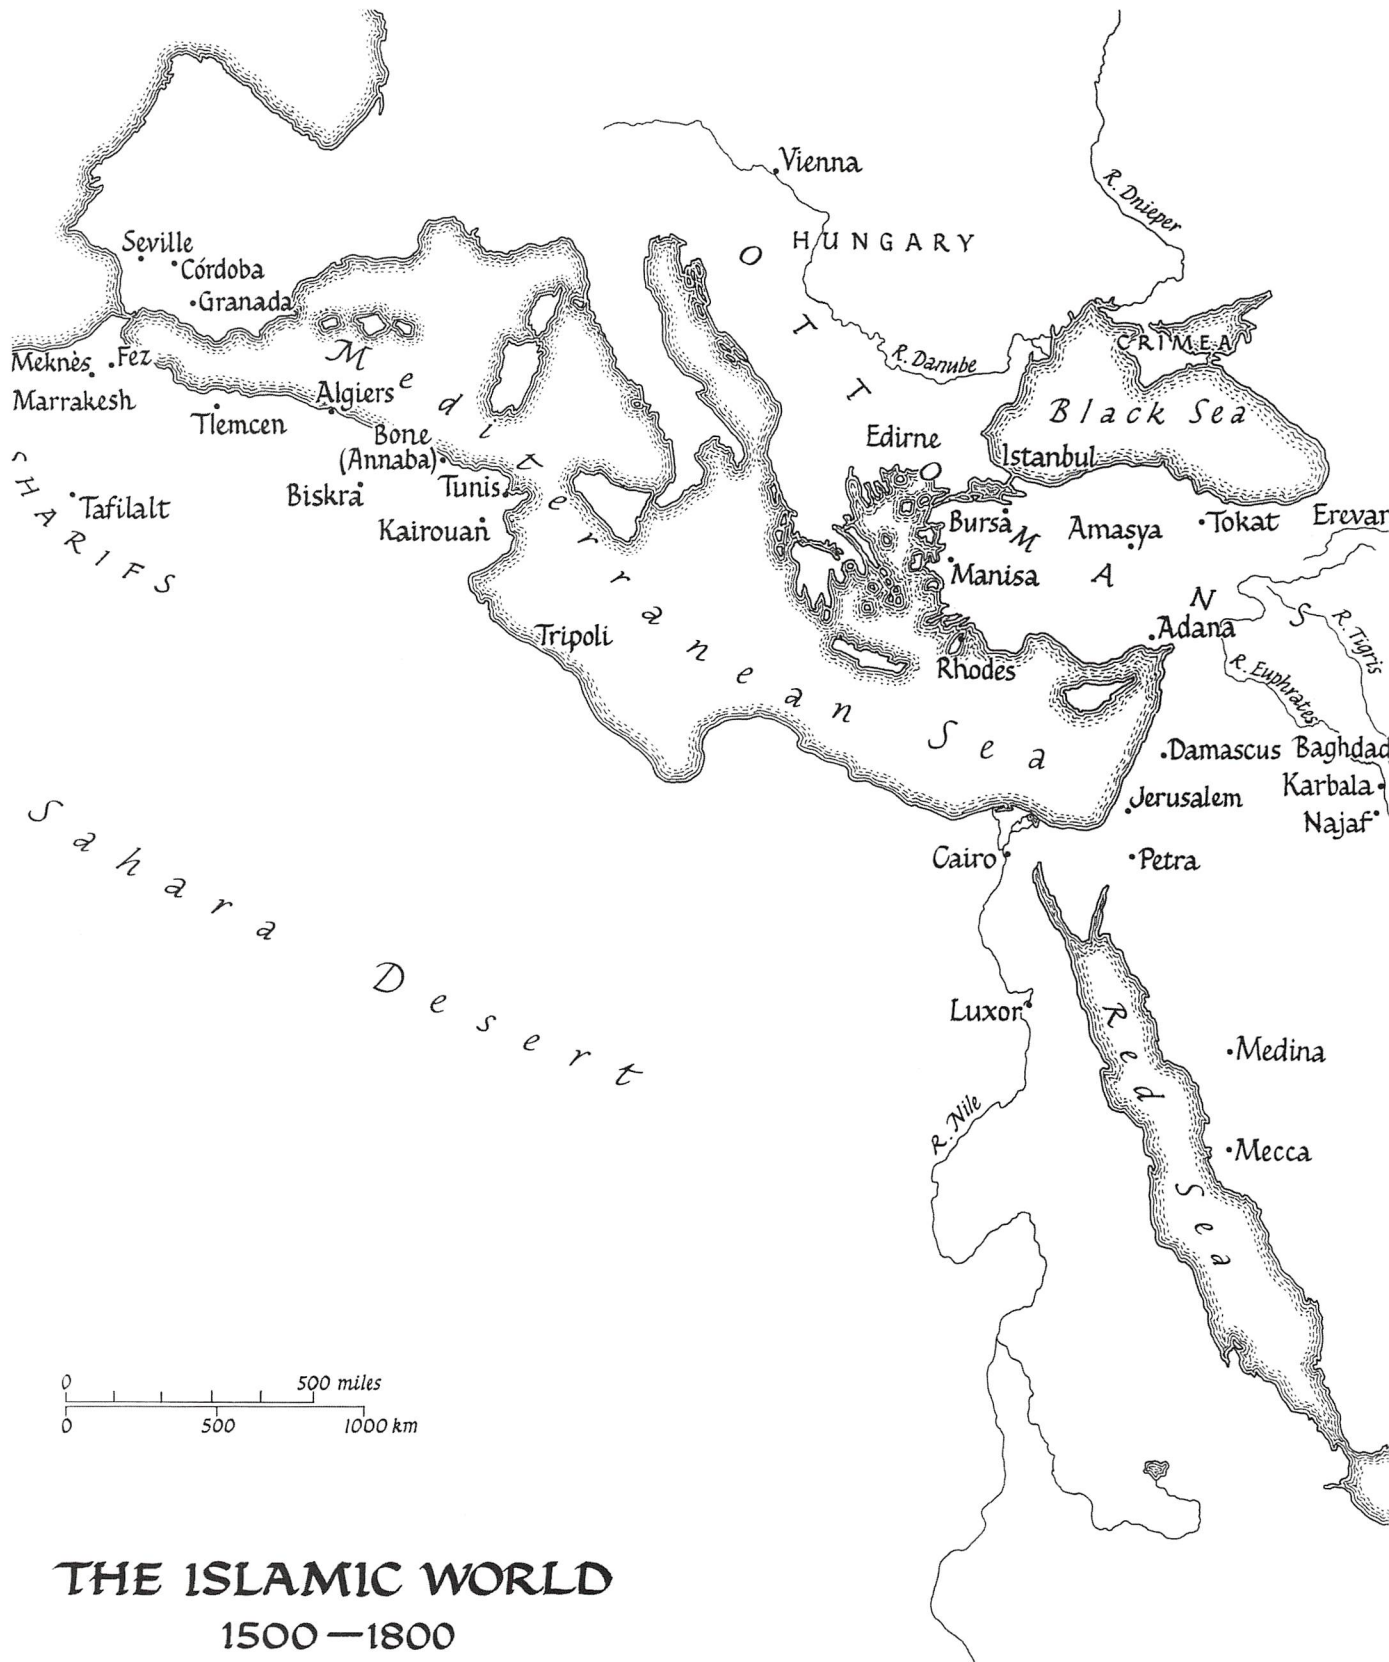 Vienna
R. Dnieper
HUNGARY
Seville
Córdoba
Granada
CRIMEA
R. Danube
Meknès
Fez
Marrakesh
Algiers
Tlemcen
Black Sea
Bone
(Annaba)
Edirne
Istanbul
Biskra
Tunis
Tafilalt
Kairouan
Bursa
Amasya
Tokat
Erevan
Manisa
HARIFS
OTTOMANS
Mediterranean Sea
Tripoli
Adana
R. Tigris
Rhodes
R. Euphrates
Damascus
Baghdad
Karbala
Jerusalem
Najaf
Cairo
Petra
Sahara Desert
Luxor
Red Sea
Medina
R. Nile
Mecca
0 500 miles
0 500 1000 km
THE ISLAMIC WORLD
1500—1800